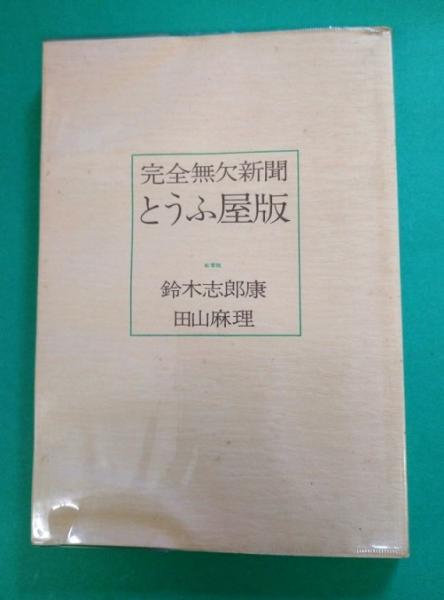 完全無欠新聞
とうふ屋版
鈴木志郎康
田山麻理